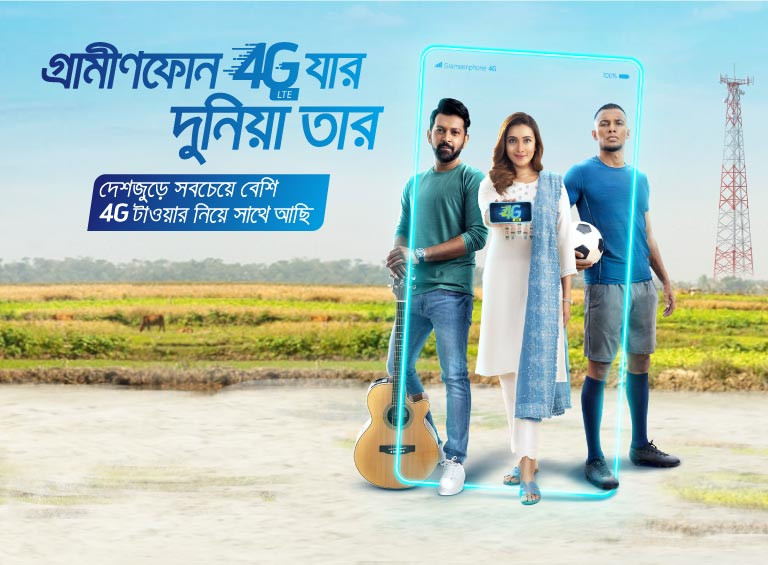 গ্রামীণফোন 4G LTE যার
দুনিয়া তার
দেশজুড়ে সবচেয়ে বেশি
4G টাওয়ার নিয়ে সাথে আছি
Grameenphone 4G
100%
4G